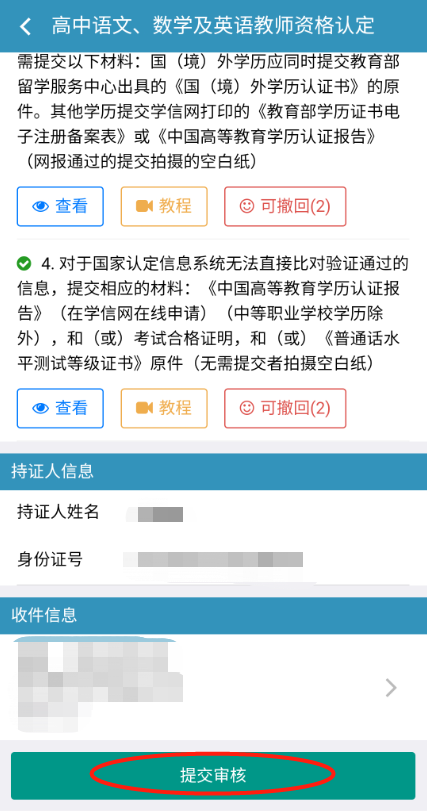 高中语文、数学及英语教师资格认定
需提交以下材料：国（境）外学历应同时提交教育部
留学服务中心出具的《国（境）外学历认证书》的原
件。其他学历提交学信网打印的《教育部学历证书电
子注册备案表》或《中国高等教育学历认证报告》
（网报通过的提交拍摄的空白纸）
查看 教程 可撤回(2)
4. 对于国家认定信息系统无法直接比对验证通过的
信息，提交相应的材料：《中国高等教育学历认证报
告》（在学信网在线申请）（中等职业学校学历除
外），和（或）考试合格证明，和（或）《普通话水
平测试等级证书》原件（无需提交者拍摄空白纸）
查看 教程 可撤回(2)
持证人信息
持证人姓名
身份证号
收件信息
提交审核